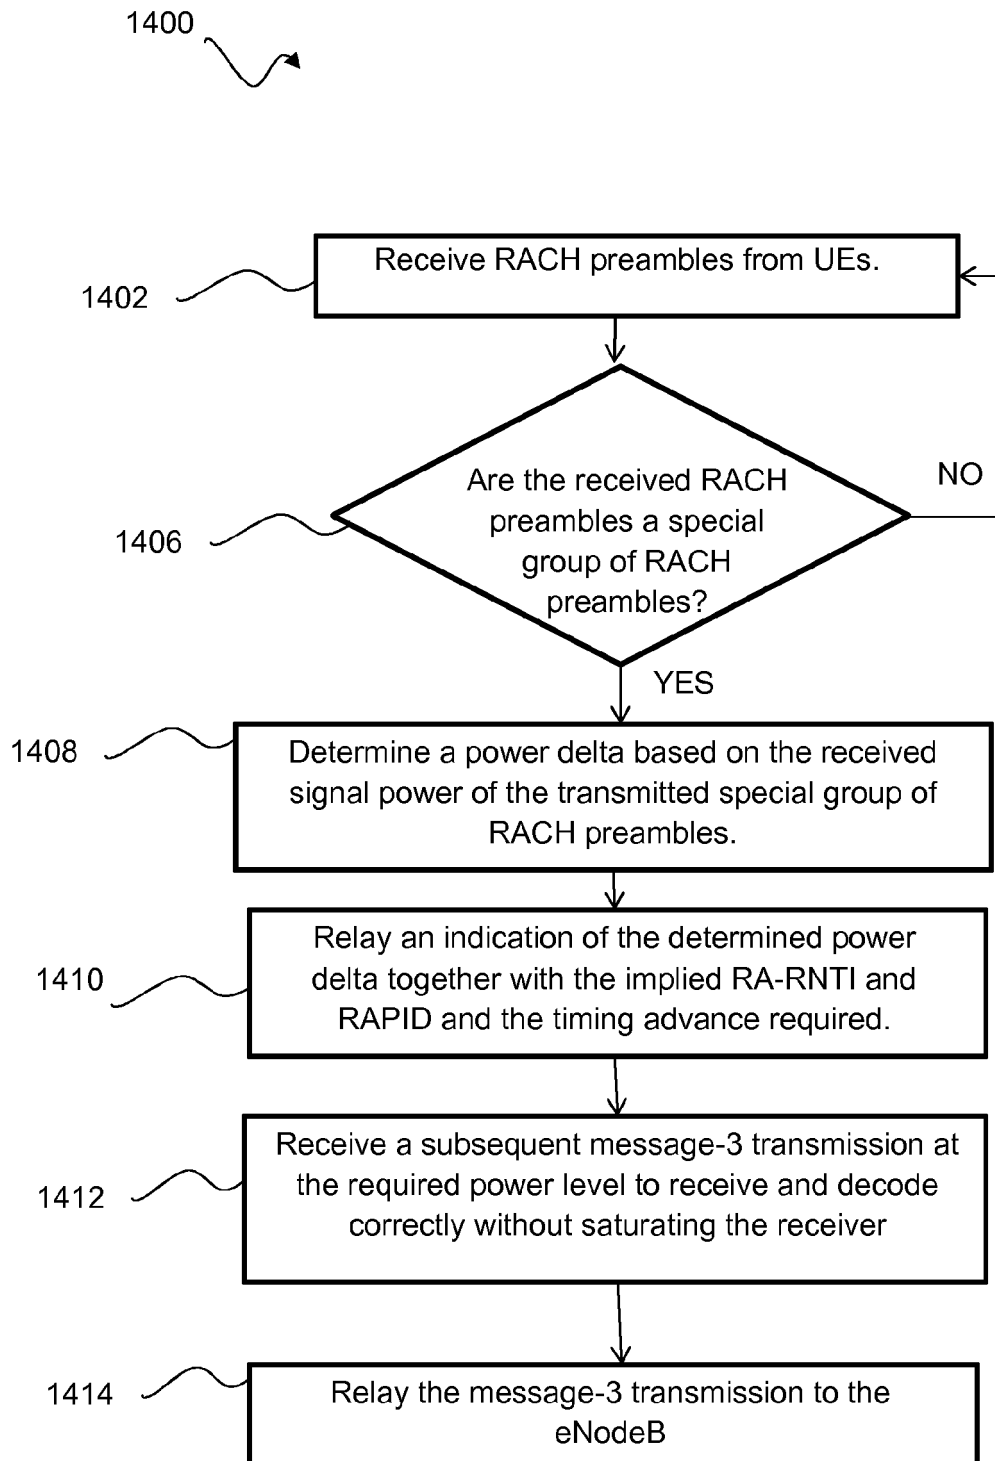 1400
Receive RACH preambles from UEs.
1402
Are the received RACH
preambles a special
group of RACH
preambles?
NO
1406
YES
1408
Determine a power delta based on the received
signal power of the transmitted special group of
RACH preambles.
1410
Relay an indication of the determined power
delta together with the implied RA-RNTI and
RAPID and the timing advance required.
1412
Receive a subsequent message-3 transmission at
the required power level to receive and decode
correctly without saturating the receiver
1414
Relay the message-3 transmission to the
eNodeB